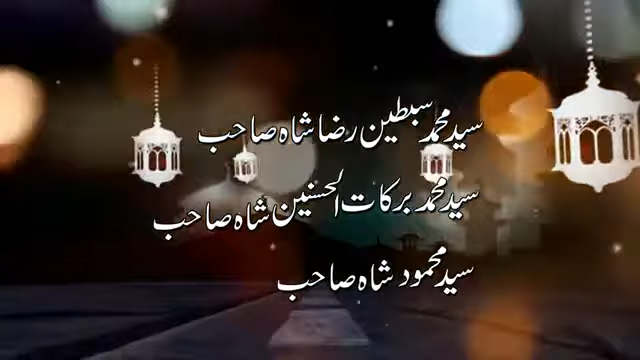 سید محمد سبطین رضا شاہ صاحب
سید محمد برکات الحسنین شاہ صاحب
سید محمود شاہ صاحب